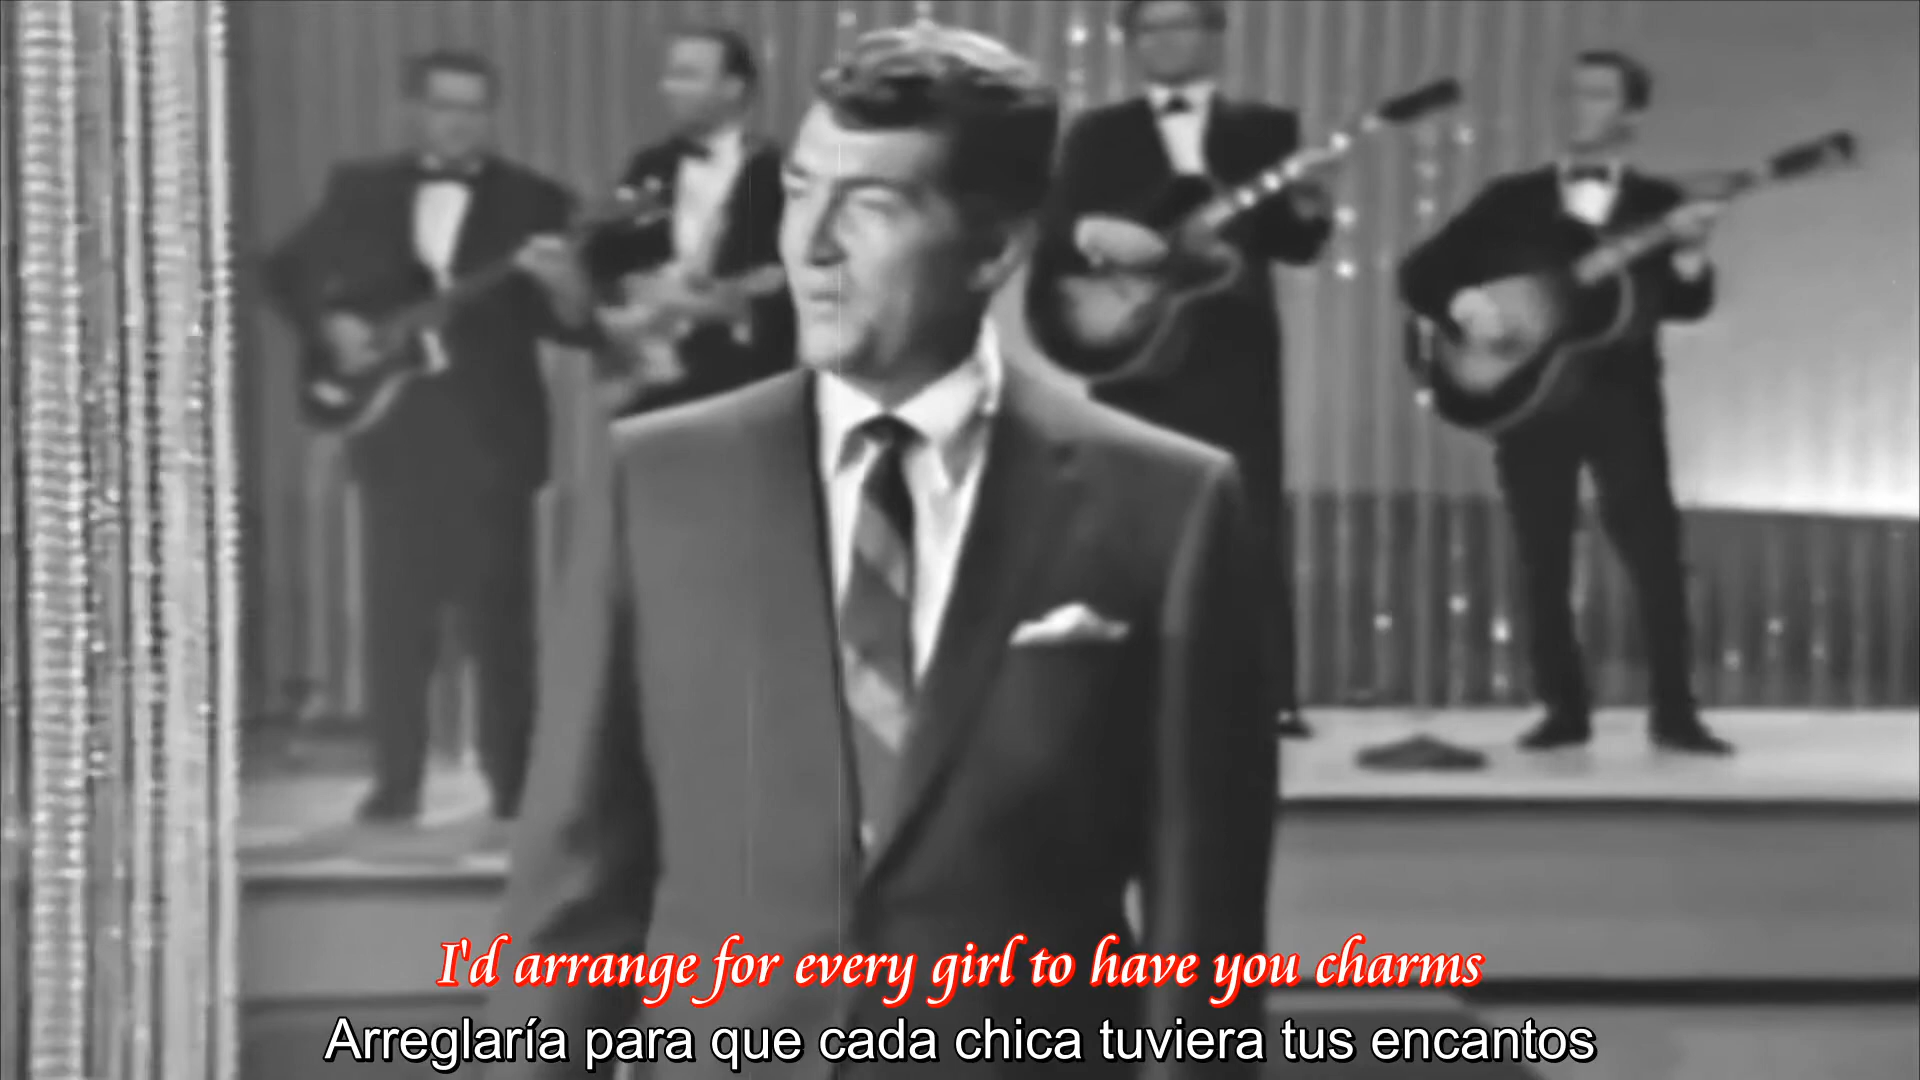 I'd arrange for every girl to have you charms
Arreglaría para que cada chica tuviera tus encantos